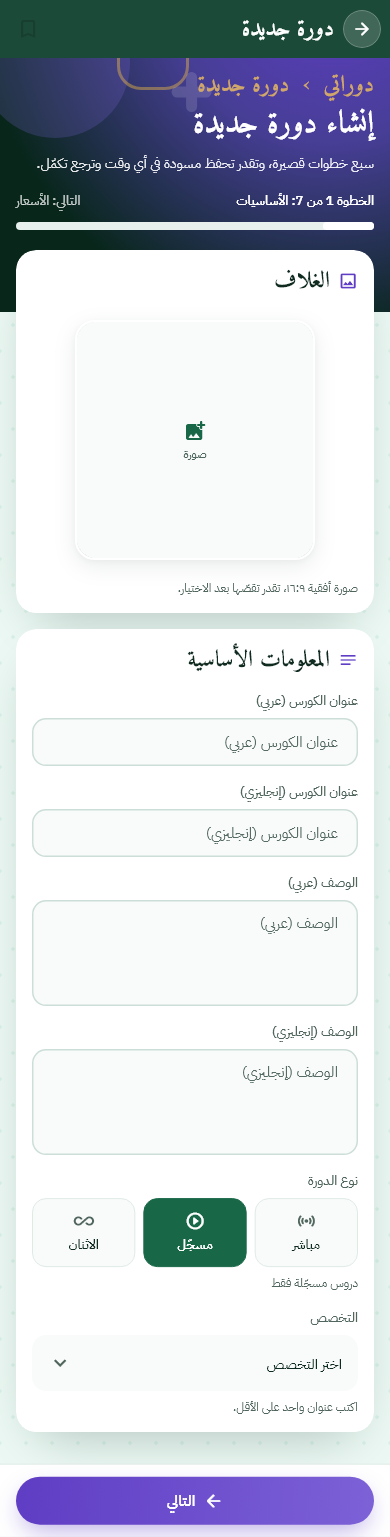 دورة جديدة
دوراتي › دورة جديدة
إنشاء دورة جديدة
سبع خطوات قصيرة، وتقدر تحفظ مسودة في أي وقت وترجع تكمّل.
الخطوة 1 من 7: الأساسيات
التالي: الأسعار
الغلاف
صورة
صورة أفقية ١٦:٩، تقدر تقصّها بعد الاختيار.
المعلومات الأساسية
عنوان الكورس (عربي)
عنوان الكورس (عربي)
عنوان الكورس (إنجليزي)
عنوان الكورس (إنجليزي)
الوصف (عربي)
الوصف (عربي)
الوصف (إنجليزي)
الوصف (إنجليزي)
نوع الدورة
مباشر
مسجّل
الاثنان
دروس مسجّلة فقط
التخصص
اختر التخصص
اكتب عنوان واحد على الأقل.
التالي